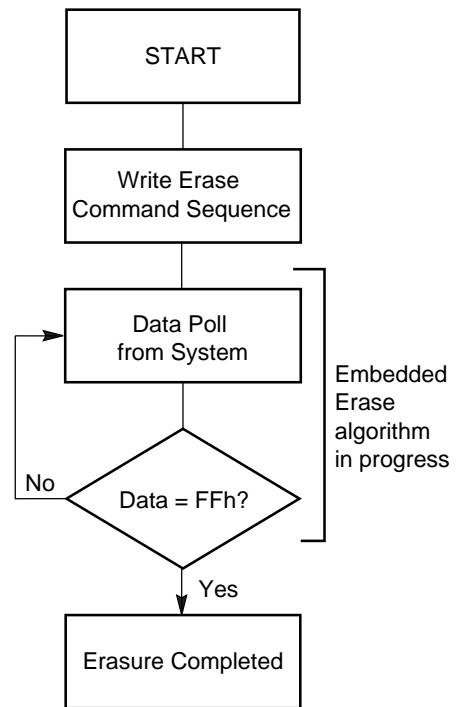 START
Write Erase
Command Sequence
Data Poll
from System
Embedded
Erase
algorithm
in progress
No
Data = FFh?
Yes
Erasure Completed